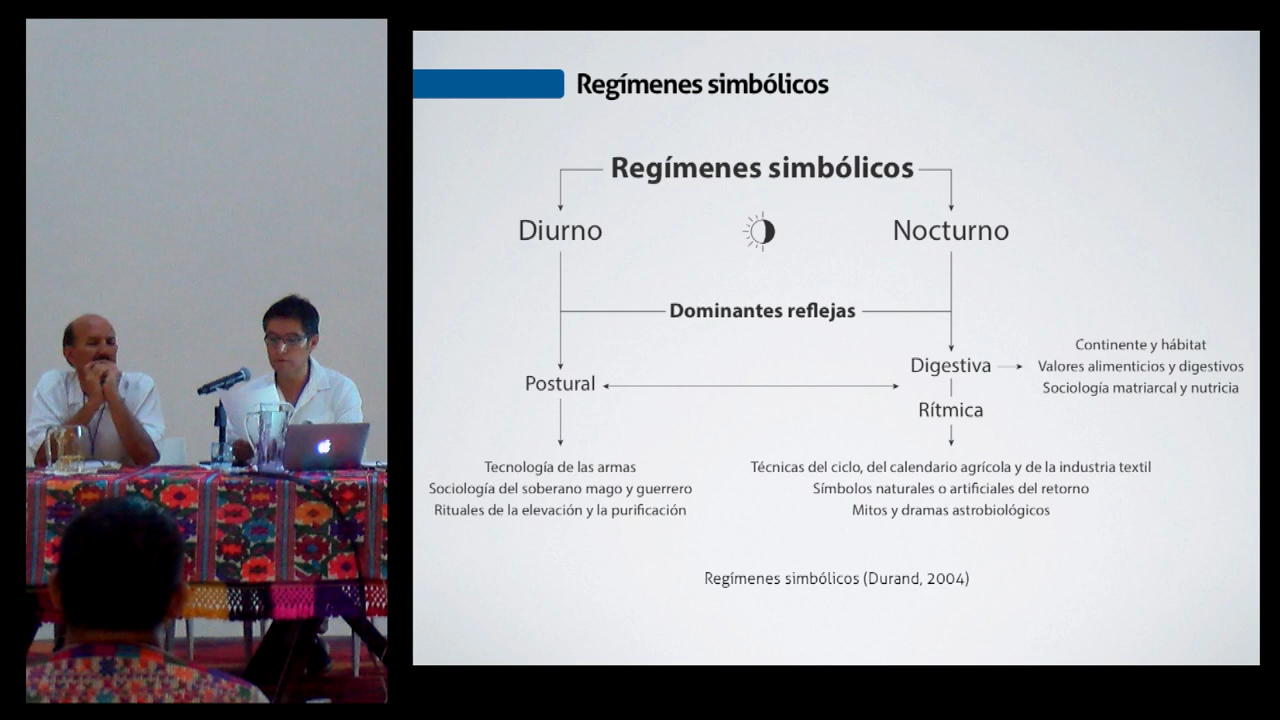 Regímenes simbólicos
Regímenes simbólicos
Diurno
Nocturno
Dominantes reflejas
Postural
Digestiva
Rítmica
Continente y hábitat
Valores alimenticios y digestivos
Sociología matriarcal y nutricia
Tecnología de las armas
Sociología del soberano mago y guerrero
Rituales de la elevación y la purificación
Técnicas del ciclo, del calendario agrícola y de la industria textil
Símbolos naturales o artificiales del retorno
Mitos y dramas astrobiológicos
Regímenes simbólicos (Durand, 2004)